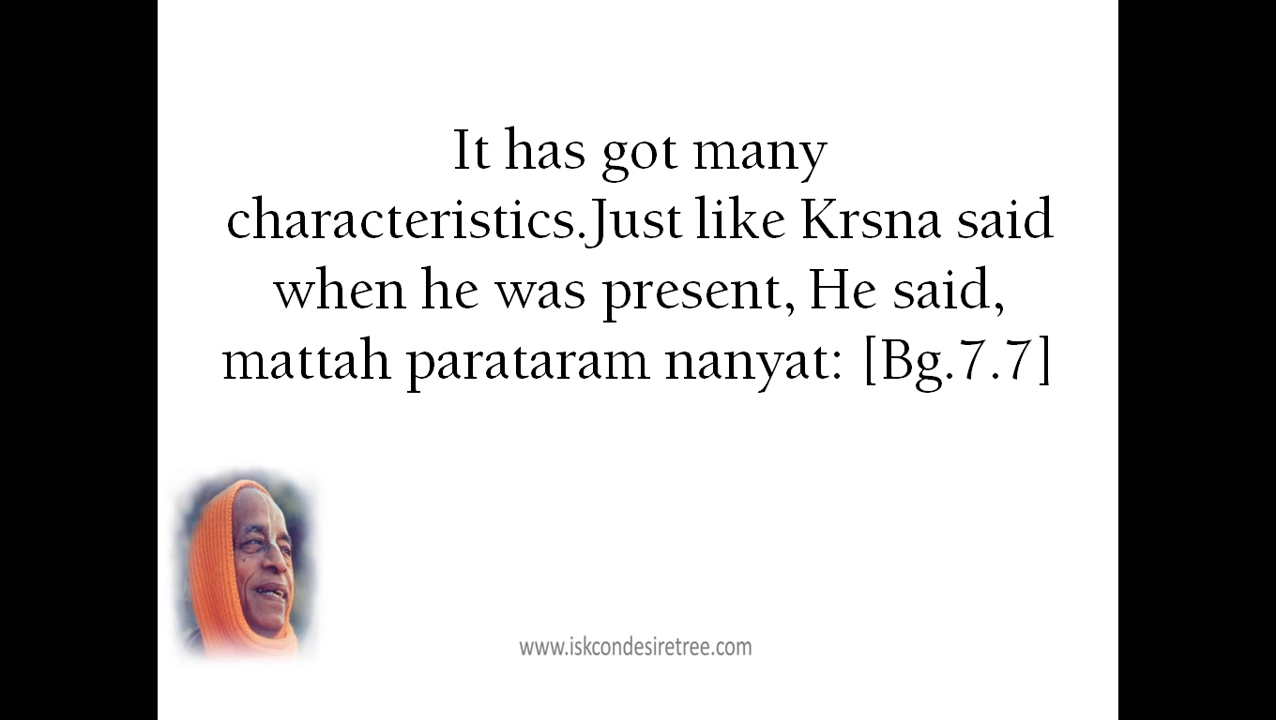 It has got many
characteristics.Just like Krsna said
when he was present, He said,
mattah parataram nanyat: [Bg.7.7]
www.iskcondesiretree.com